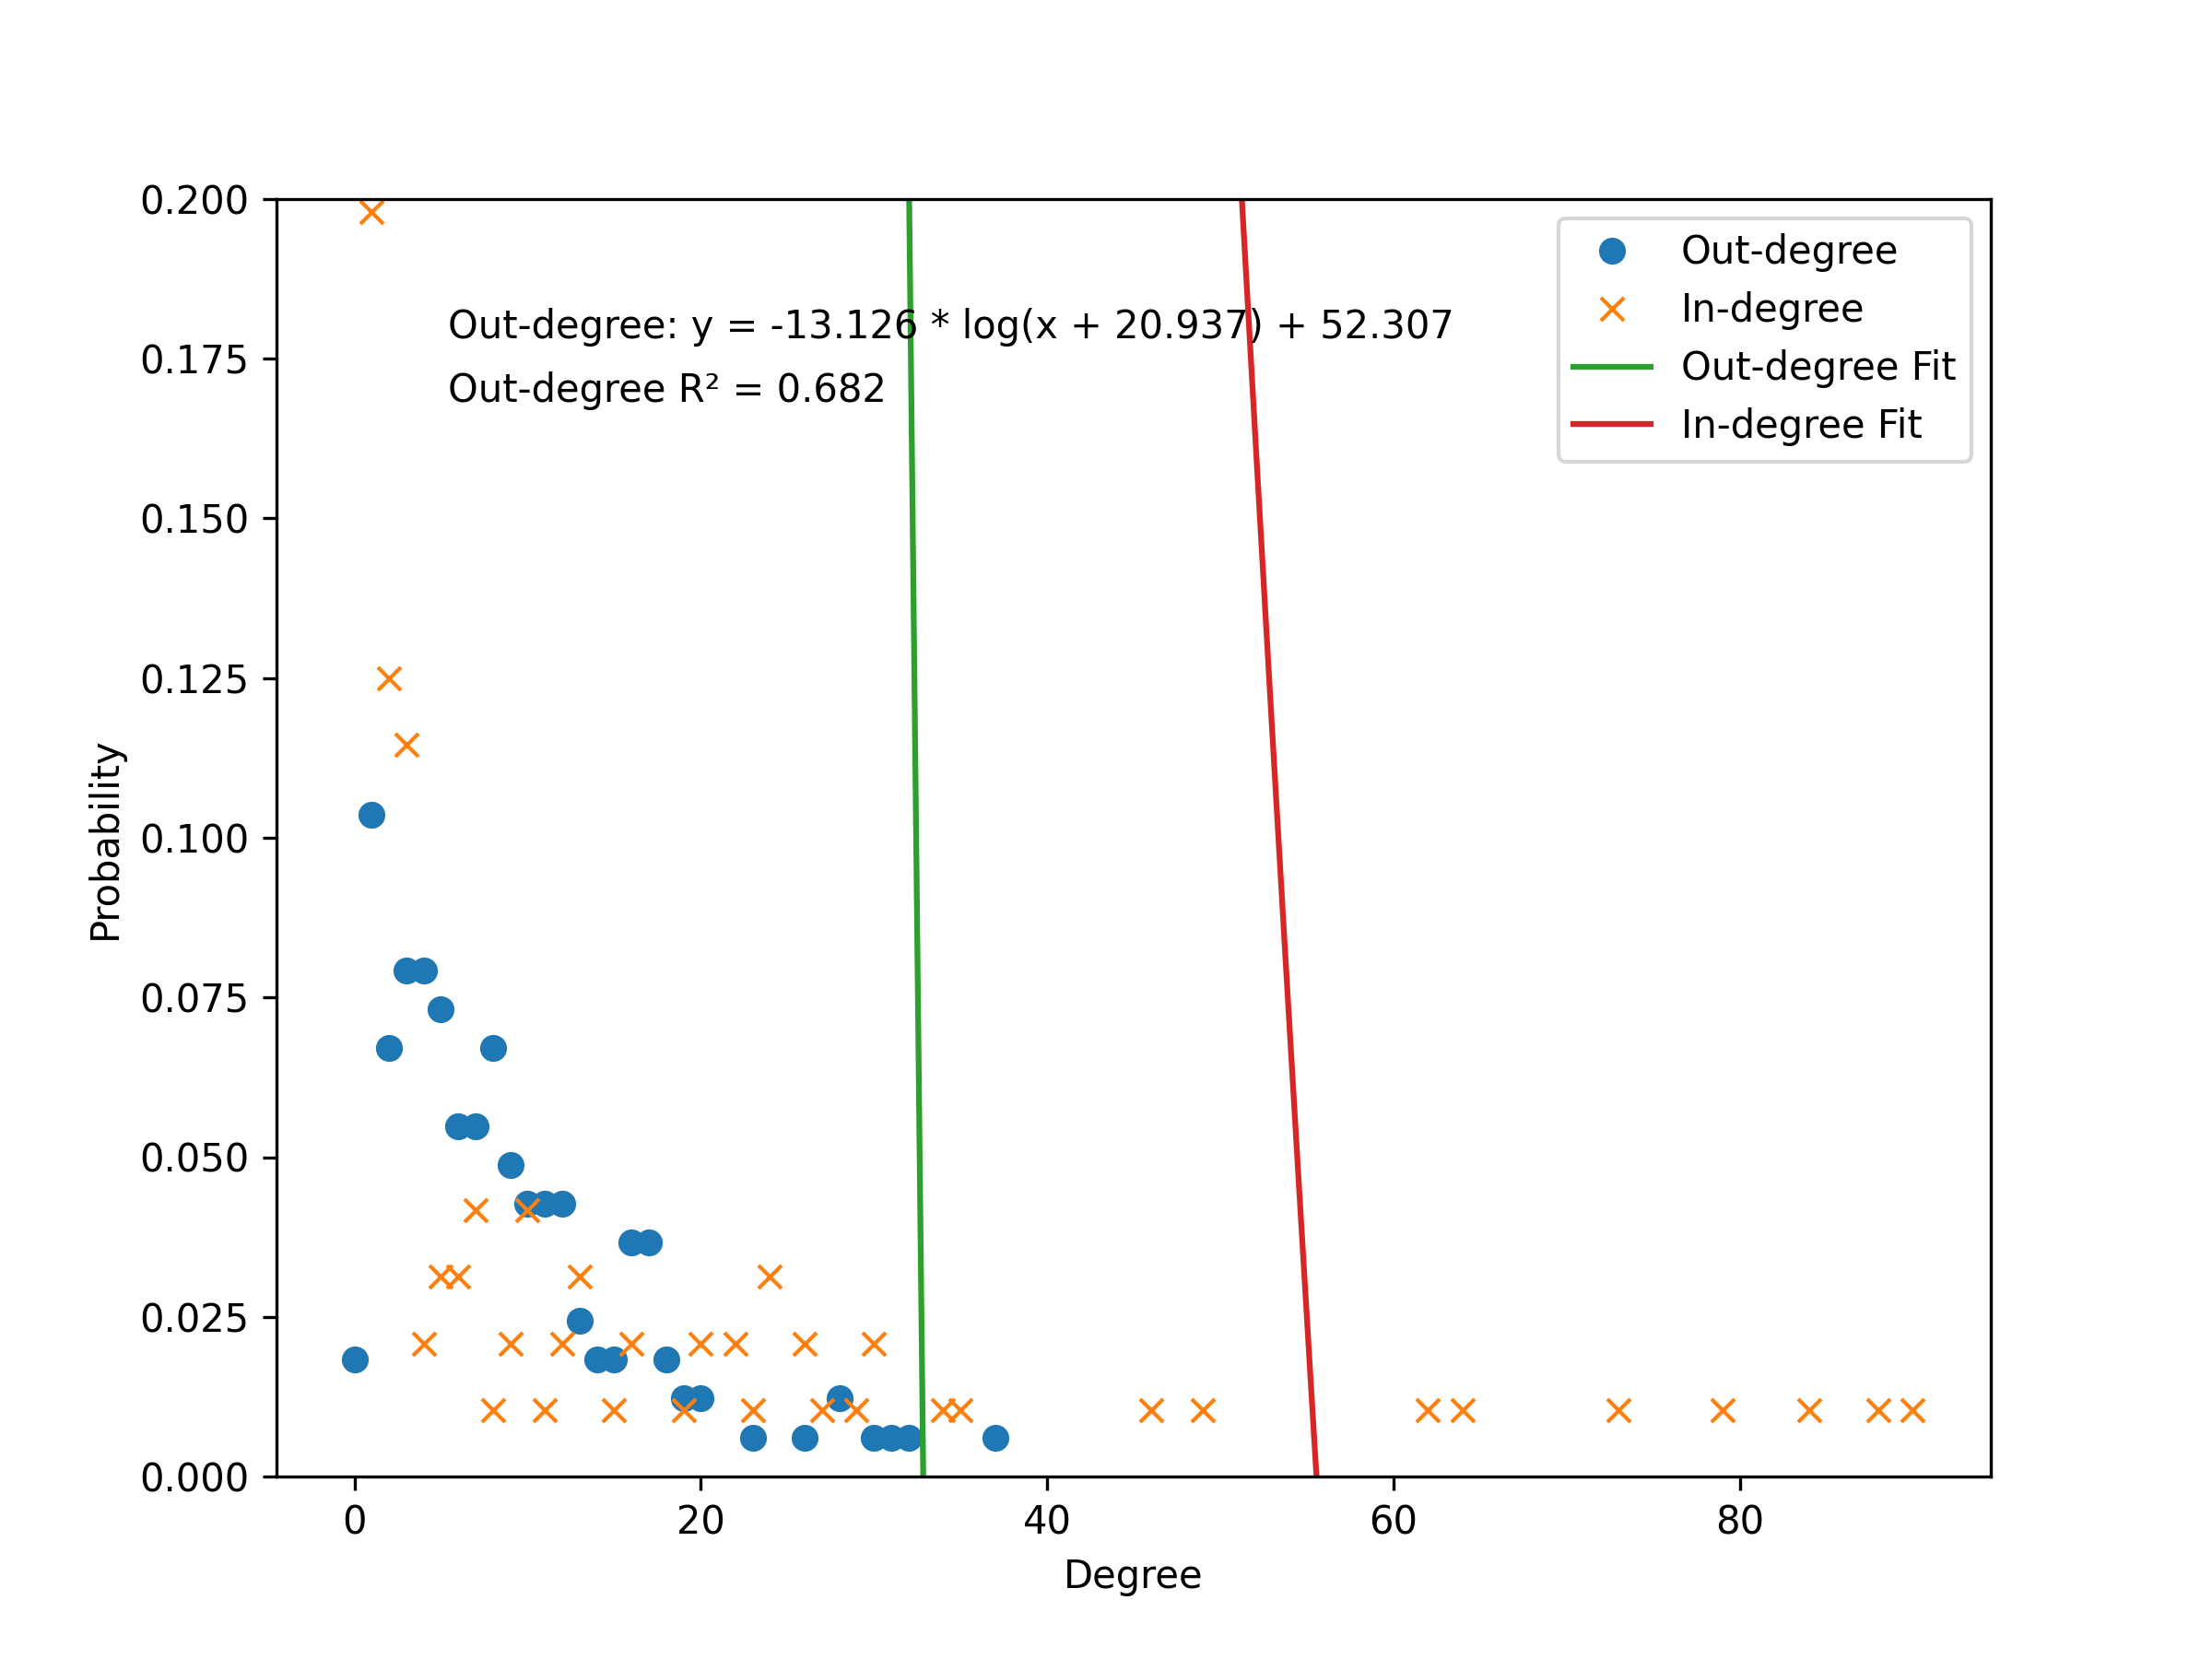 0.200
0.175
0.150
0.125
0.100
0.075
0.050
0.025
0.000
Probability
Out-degree: y = -13.126 * log(x + 20.937) + 52.307
Out-degree R² = 0.682
Out-degree
In-degree
Out-degree Fit
In-degree Fit
0 20 40 60 80
Degree